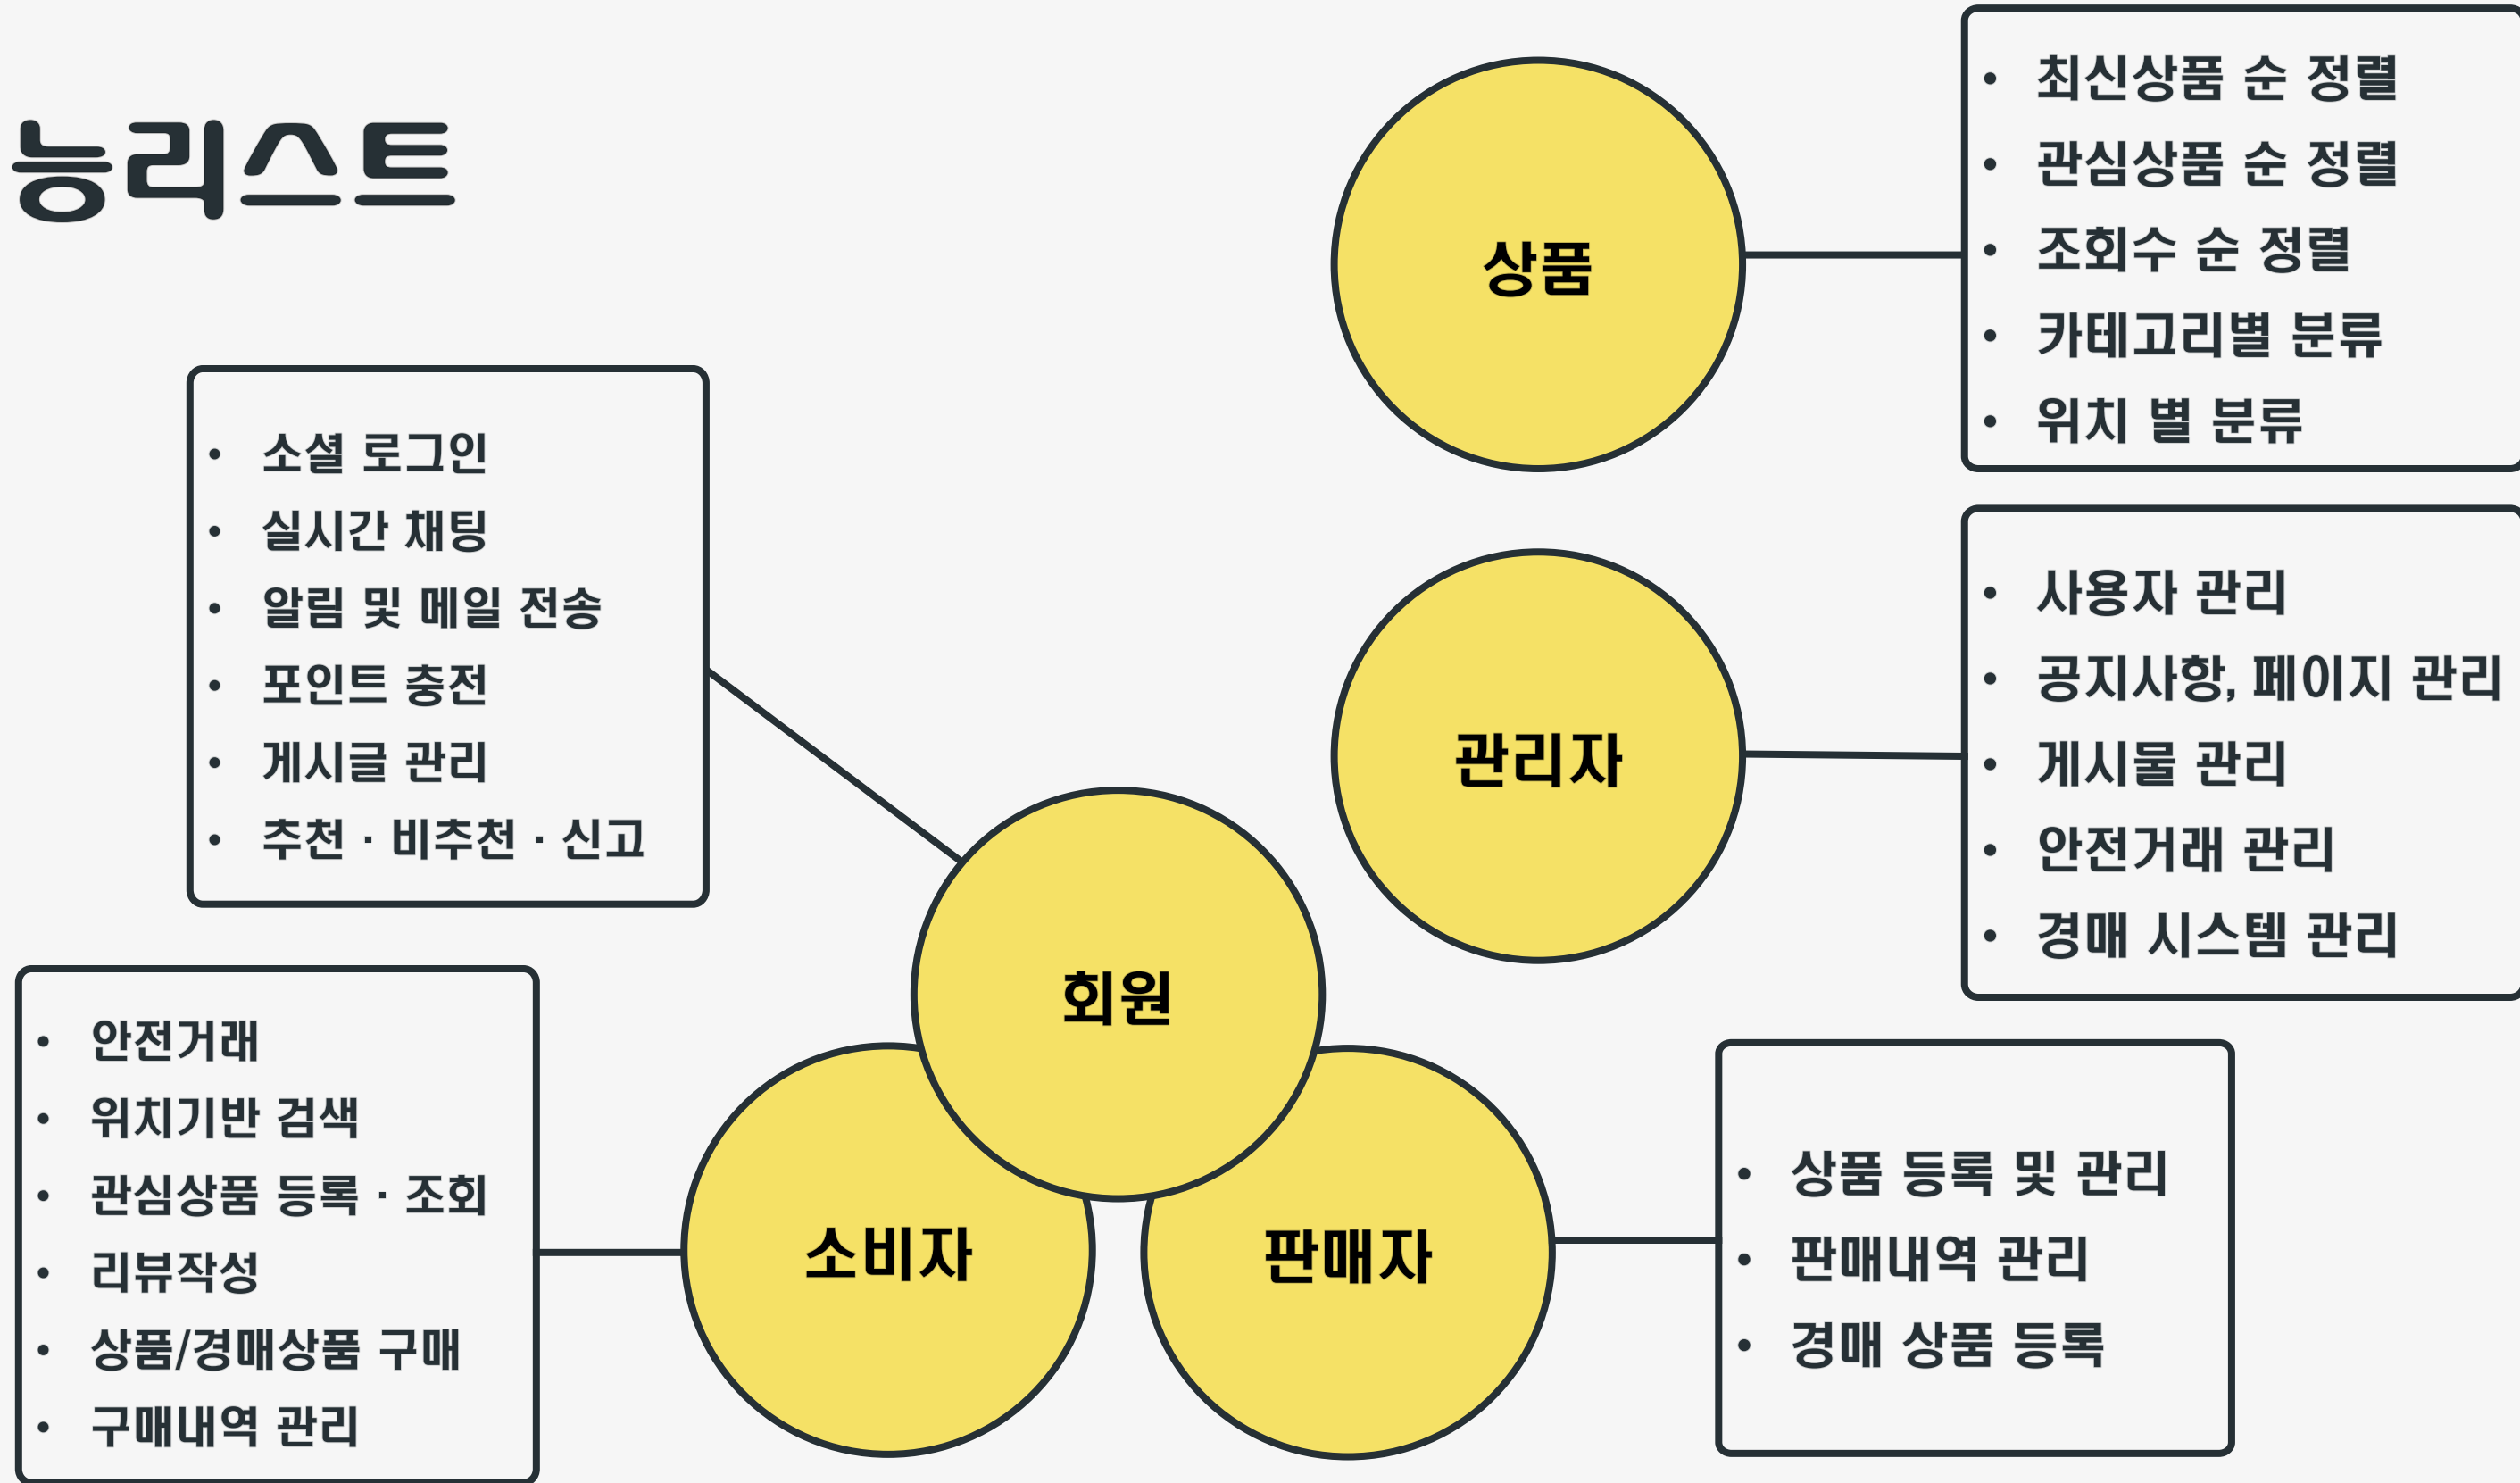 능리스트
상품
최신상품 순 정렬
관심상품 순 정렬
조회수 순 정렬
카테고리별 분류
위치 별 분류
소셜 로그인
실시간 채팅
알림 및 메일 전송
포인트 충전
게시글 관리
추천 · 비추천 · 신고
관리자
사용자 관리
공지사항, 페이지 관리
게시물 관리
안전거래 관리
경매 시스템 관리
회원
안전거래
위치기반 검색
관심상품 등록 · 조회
리뷰작성
상품/경매상품 구매
구매내역 관리
소비자
판매자
상품 등록 및 관리
판매내역 관리
경매 상품 등록